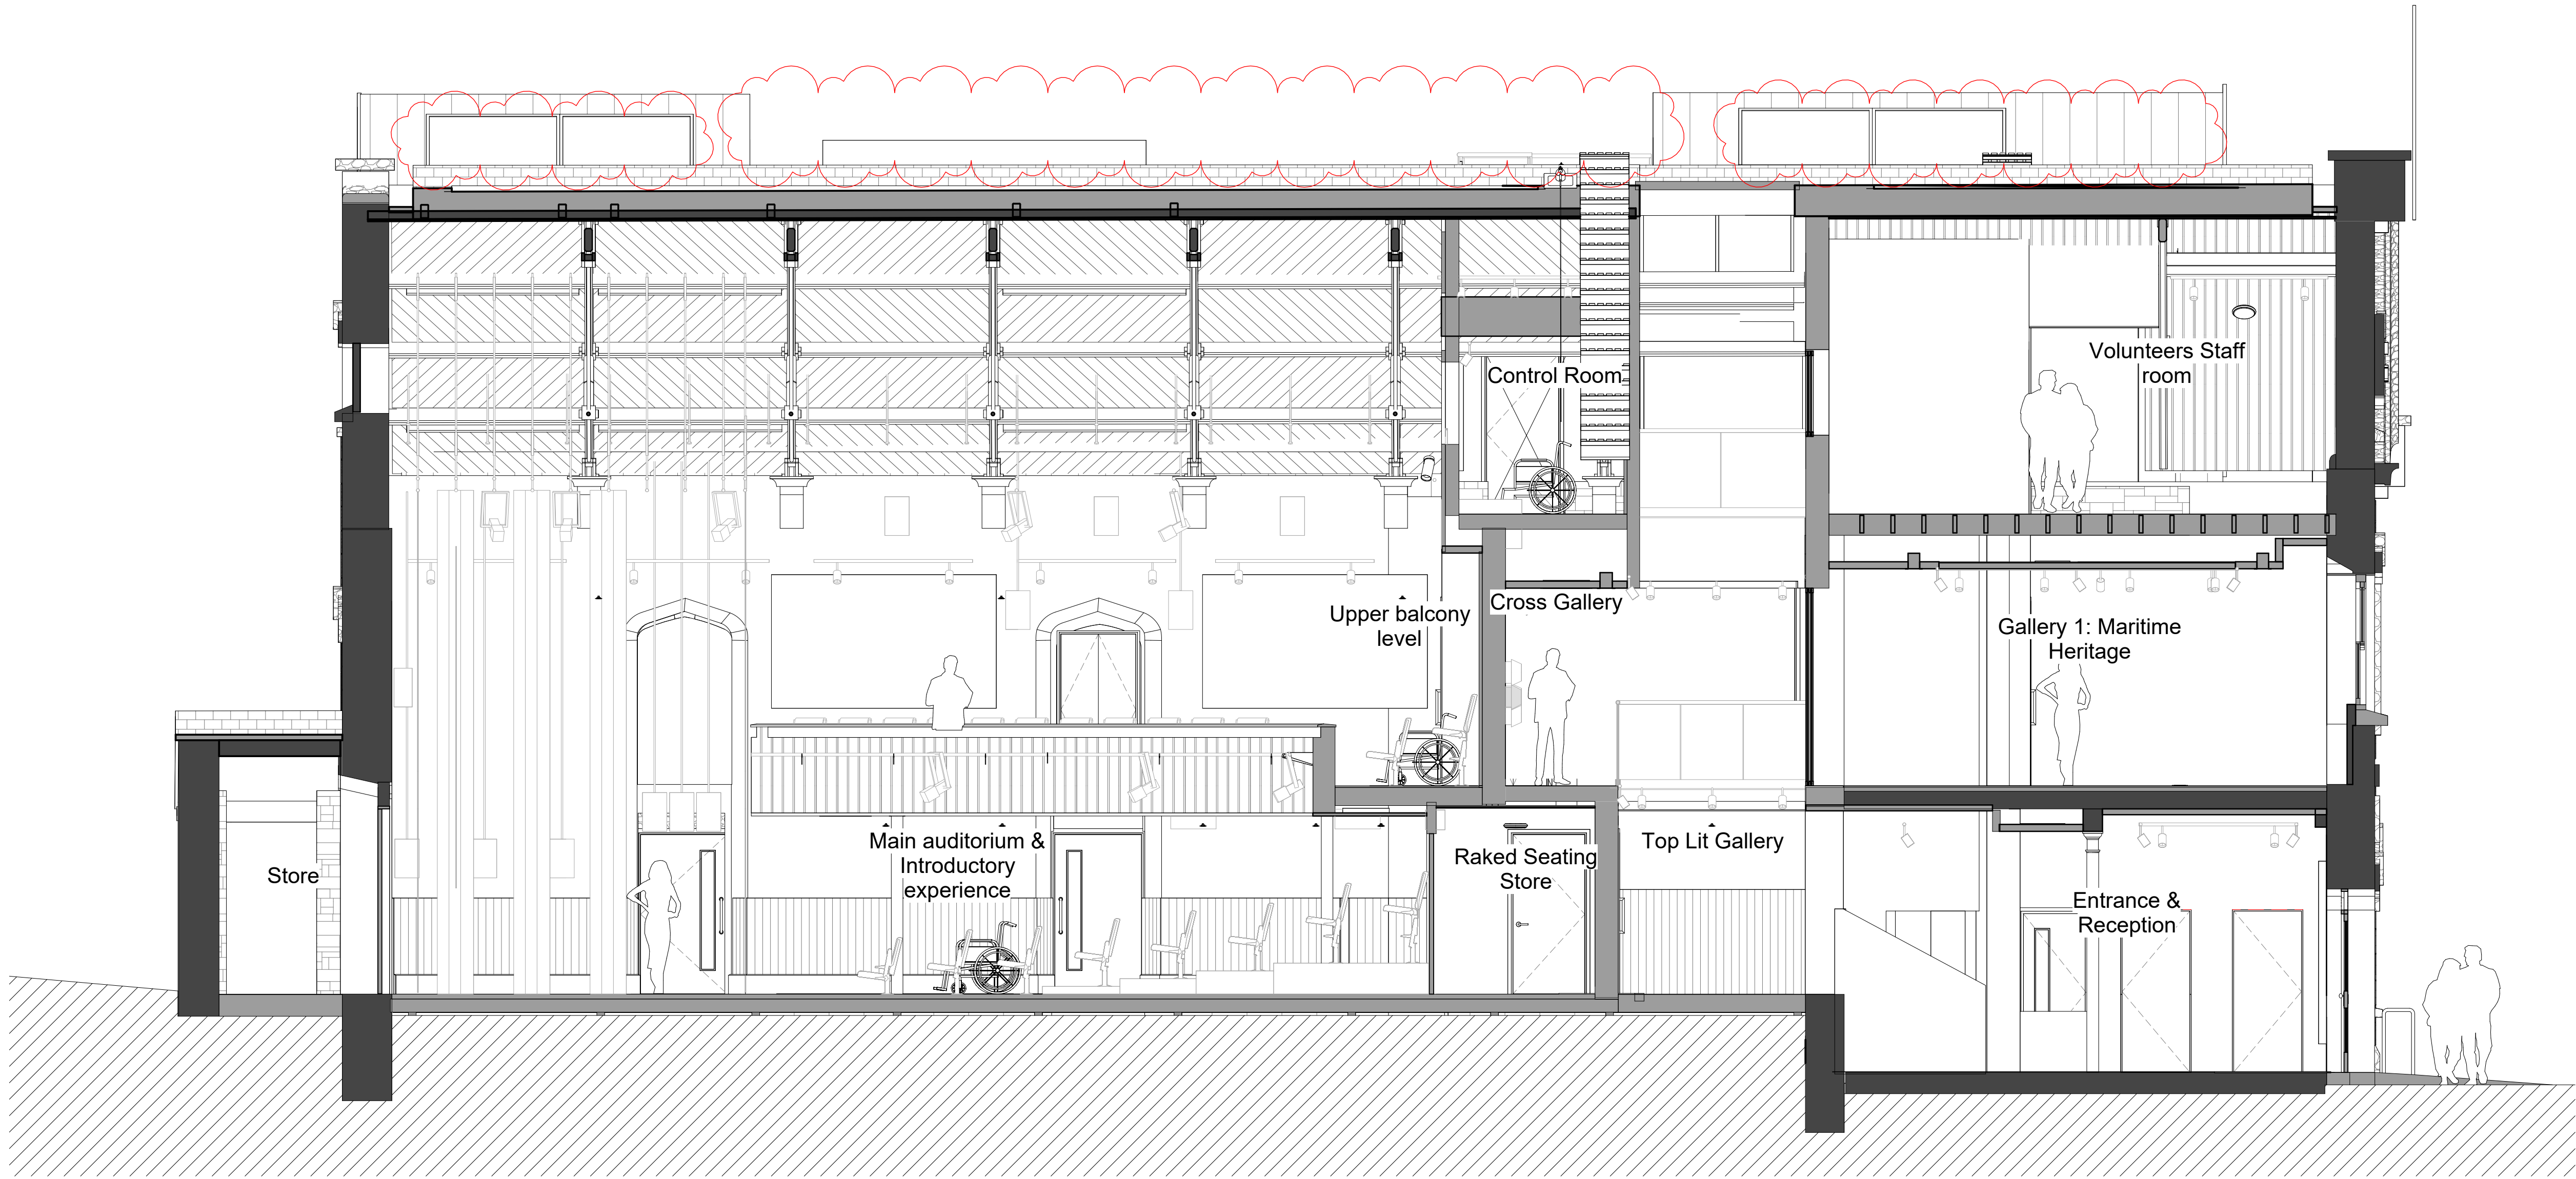 Volunteers Staff
room
Control Room
Upper balcony
level
Cross Gallery
Gallery 1: Maritime
Heritage
Main auditorium &
Introductory
experience
Store
Raked Seating
Store
Top Lit Gallery
Entrance &
Reception